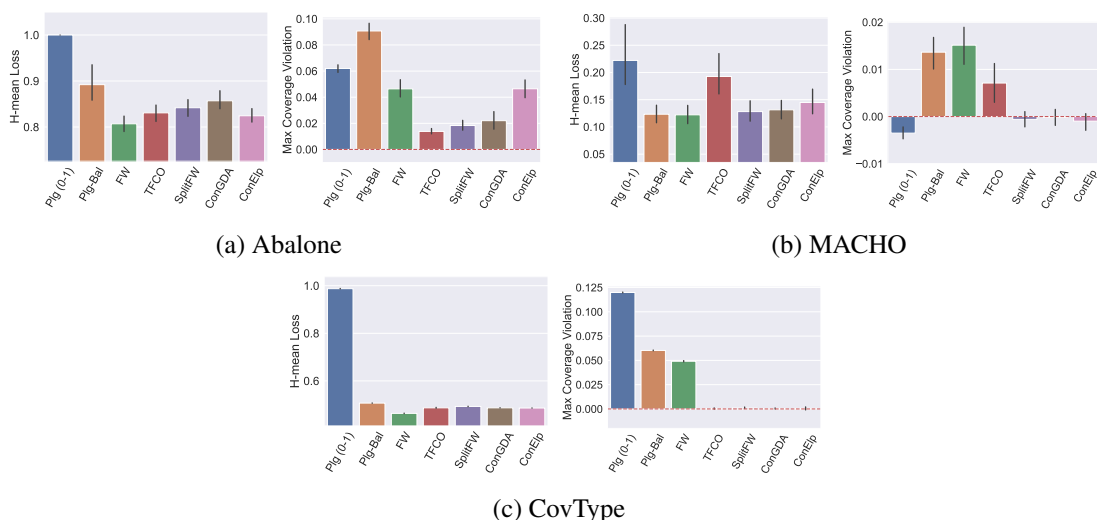 H-mean Loss
1.0
0.9
0.8
Plg (0-1)
Plg-Bal
FW
TFCO
SplitFW
ConGDA
ConElp
Max Coverage Violation
0.10
0.08
0.06
0.04
0.02
0.00
Plg (0-1)
Plg-Bal
FW
TFCO
SplitFW
ConGDA
ConElp
(a) Abalone
H-mean Loss
0.30
0.25
0.20
0.15
0.10
0.05
Plg (0-1)
Plg-Bal
FW
TFCO
SplitFW
ConGDA
ConElp
Max Coverage Violation
0.02
0.01
0.00
−0.01
Plg (0-1)
Plg-Bal
FW
TFCO
SplitFW
ConGDA
ConElp
(b) MACHO
H-mean Loss
1.0
0.8
0.6
Plg (0-1)
Plg-Bal
FW
TFCO
SplitFW
ConGDA
ConElp
Max Coverage Violation
0.125
0.100
0.075
0.050
0.025
0.000
Plg (0-1)
Plg-Bal
FW
TFCO
SplitFW
ConGDA
ConElp
(c) CovType